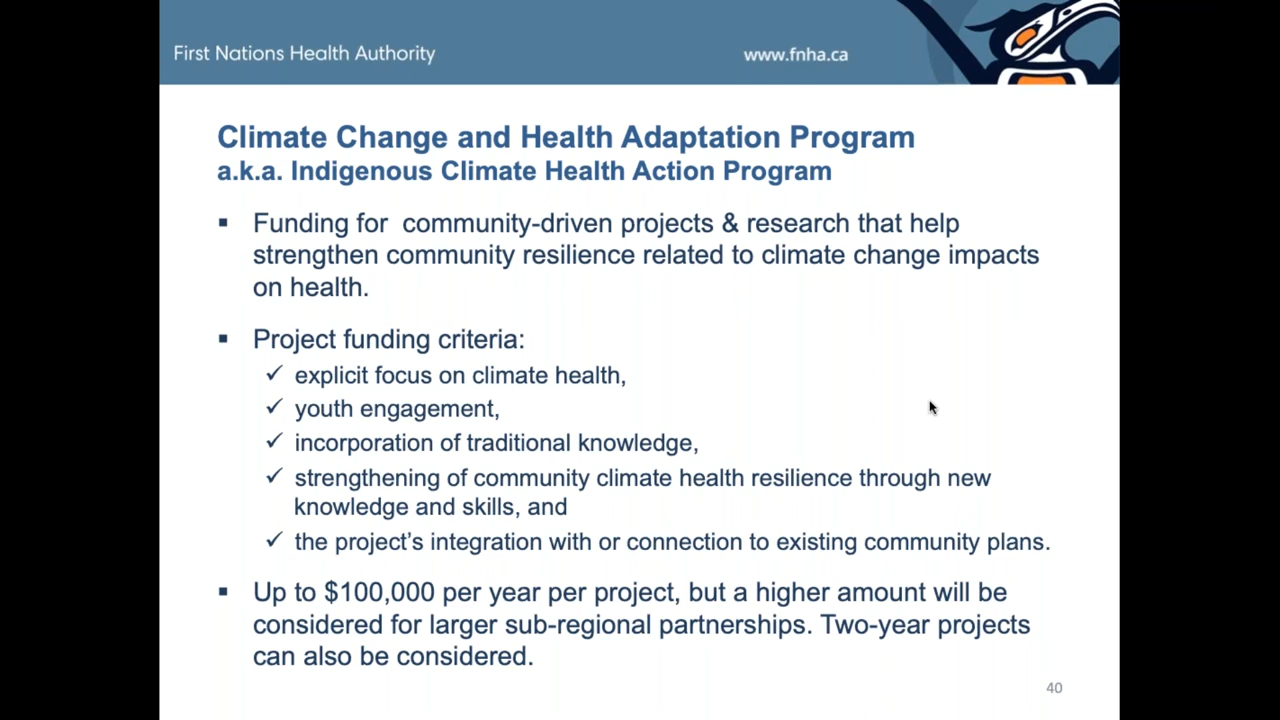 First Nations Health Authority
www.fnha.ca
Climate Change and Health Adaptation Program
a.k.a. Indigenous Climate Health Action Program
▪ Funding for community-driven projects & research that help
strengthen community resilience related to climate change impacts
on health.
▪ Project funding criteria:
✓ explicit focus on climate health,
✓ youth engagement,
✓ incorporation of traditional knowledge,
✓ strengthening of community climate health resilience through new
knowledge and skills, and
✓ the project’s integration with or connection to existing community plans.
▪ Up to $100,000 per year per project, but a higher amount will be
considered for larger sub-regional partnerships. Two-year projects
can also be considered.
40